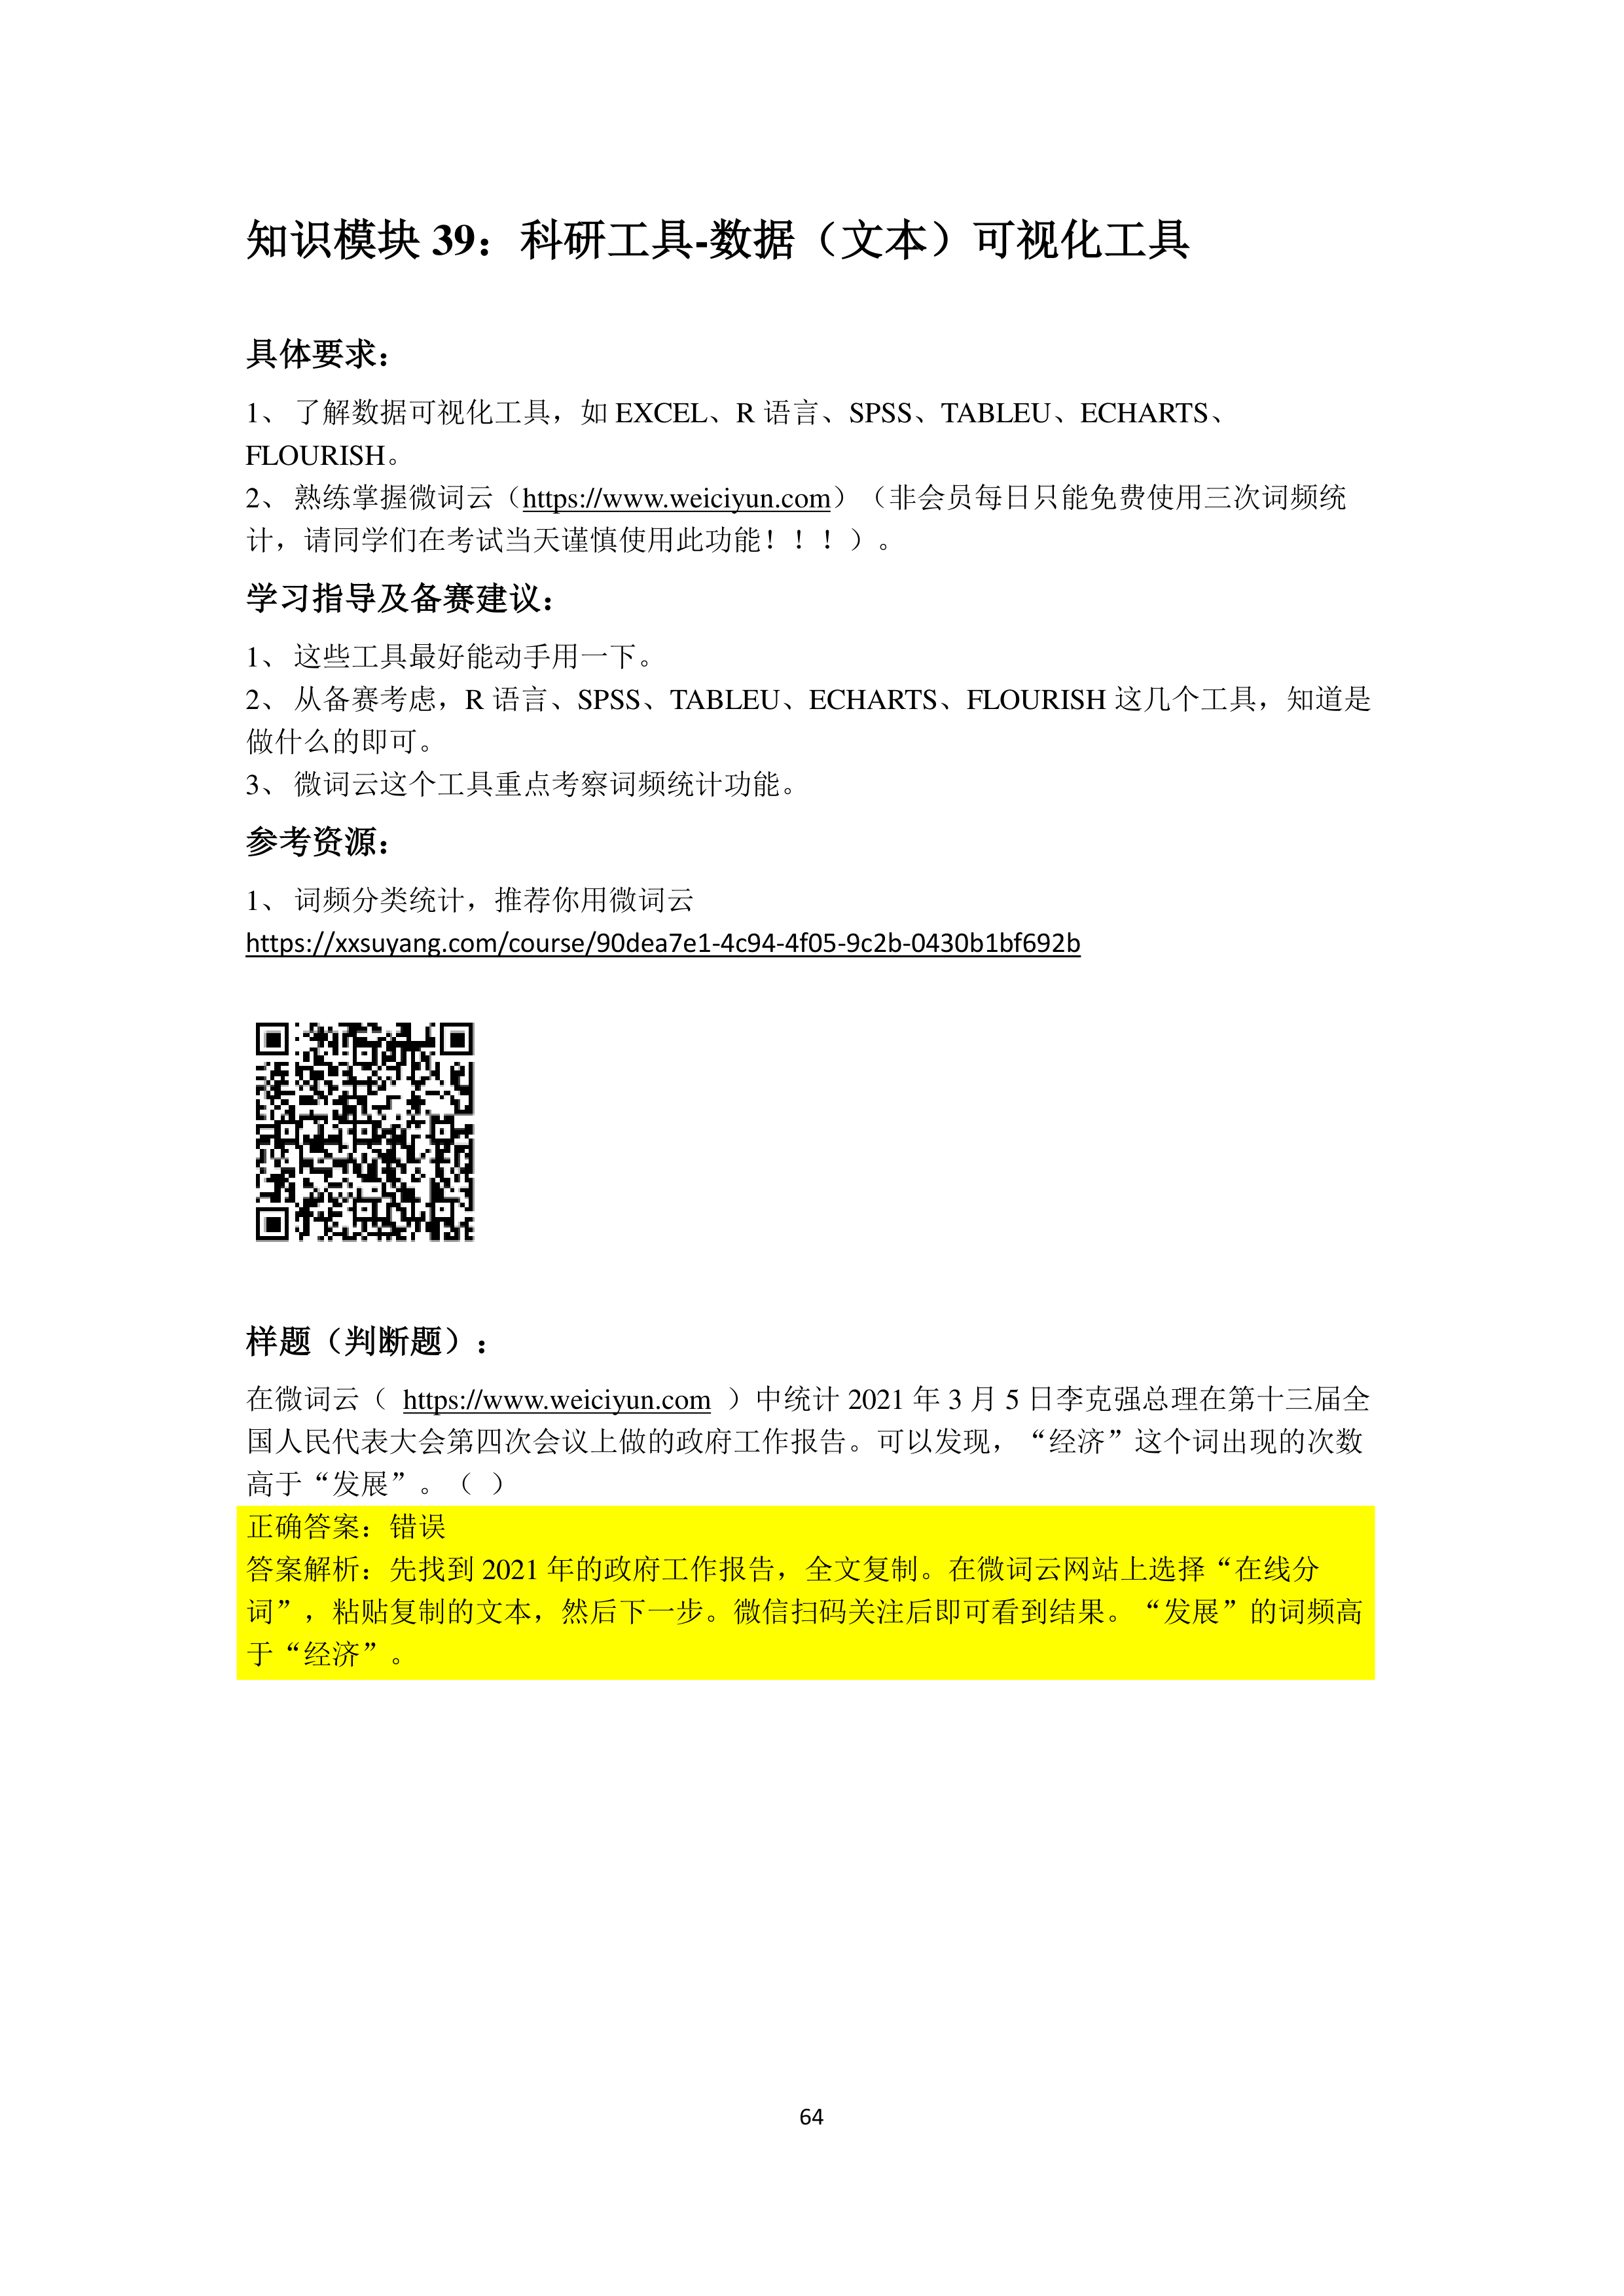 知识模块 39：科研工具-数据（文本）可视化工具
具体要求：
1、 了解数据可视化工具，如 EXCEL、R 语言、SPSS、TABLEU、ECHARTS、
FLOURISH。
2、 熟练掌握微词云（https://www.weiciyun.com）（非会员每日只能免费使用三次词频统
计，请同学们在考试当天谨慎使用此功能！！！）。
学习指导及备赛建议：
1、 这些工具最好能动手用一下。
2、 从备赛考虑，R 语言、SPSS、TABLEU、ECHARTS、FLOURISH 这几个工具，知道是
做什么的即可。
3、 微词云这个工具重点考察词频统计功能。
参考资源：
1、 词频分类统计，推荐你用微词云
https://xxsuyang.com/course/90dea7e1-4c94-4f05-9c2b-0430b1bf692b
样题（判断题）：
在微词云（ https://www.weiciyun.com ）中统计 2021 年 3 月 5 日李克强总理在第十三届全
国人民代表大会第四次会议上做的政府工作报告。可以发现，“经济”这个词出现的次数
高于“发展”。（ ）
正确答案：错误
答案解析：先找到 2021 年的政府工作报告，全文复制。在微词云网站上选择“在线分
词”，粘贴复制的文本，然后下一步。微信扫码关注后即可看到结果。“发展”的词频高
于“经济”。
64